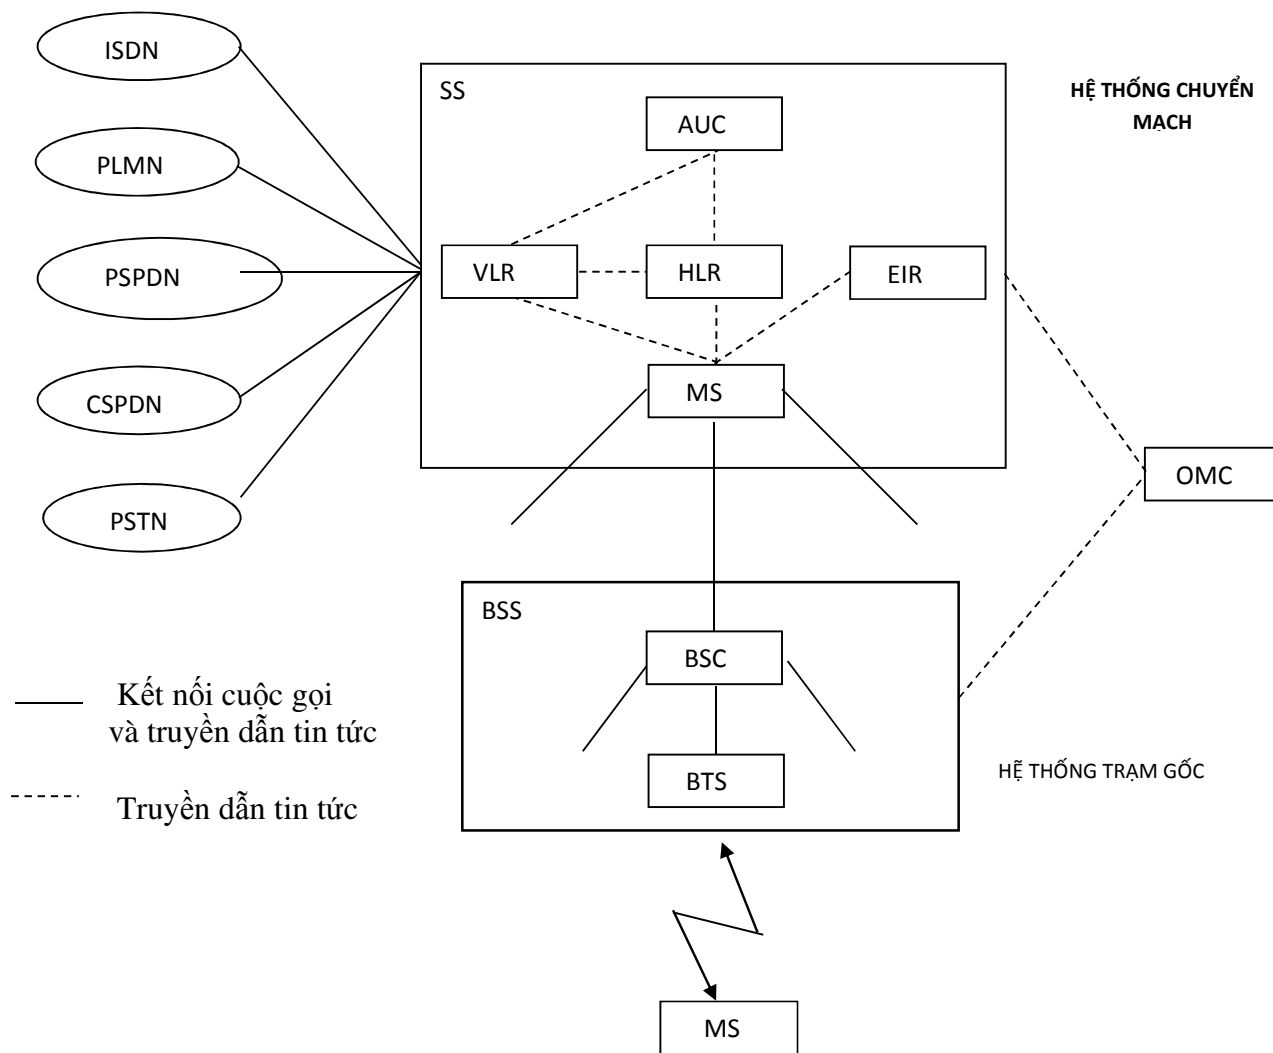 ISDN
PLMN
PSPDN
CSPDN
PSTN
SS
AUC
VLR
HLR
EIR
MS
HỆ THỐNG CHUYỂN
MẠCH
OMC
BSS
BSC
BTS
HỆ THỐNG TRẠM GỐC
Kết nối cuộc gọi
và truyền dẫn tin tức
Truyền dẫn tin tức
MS